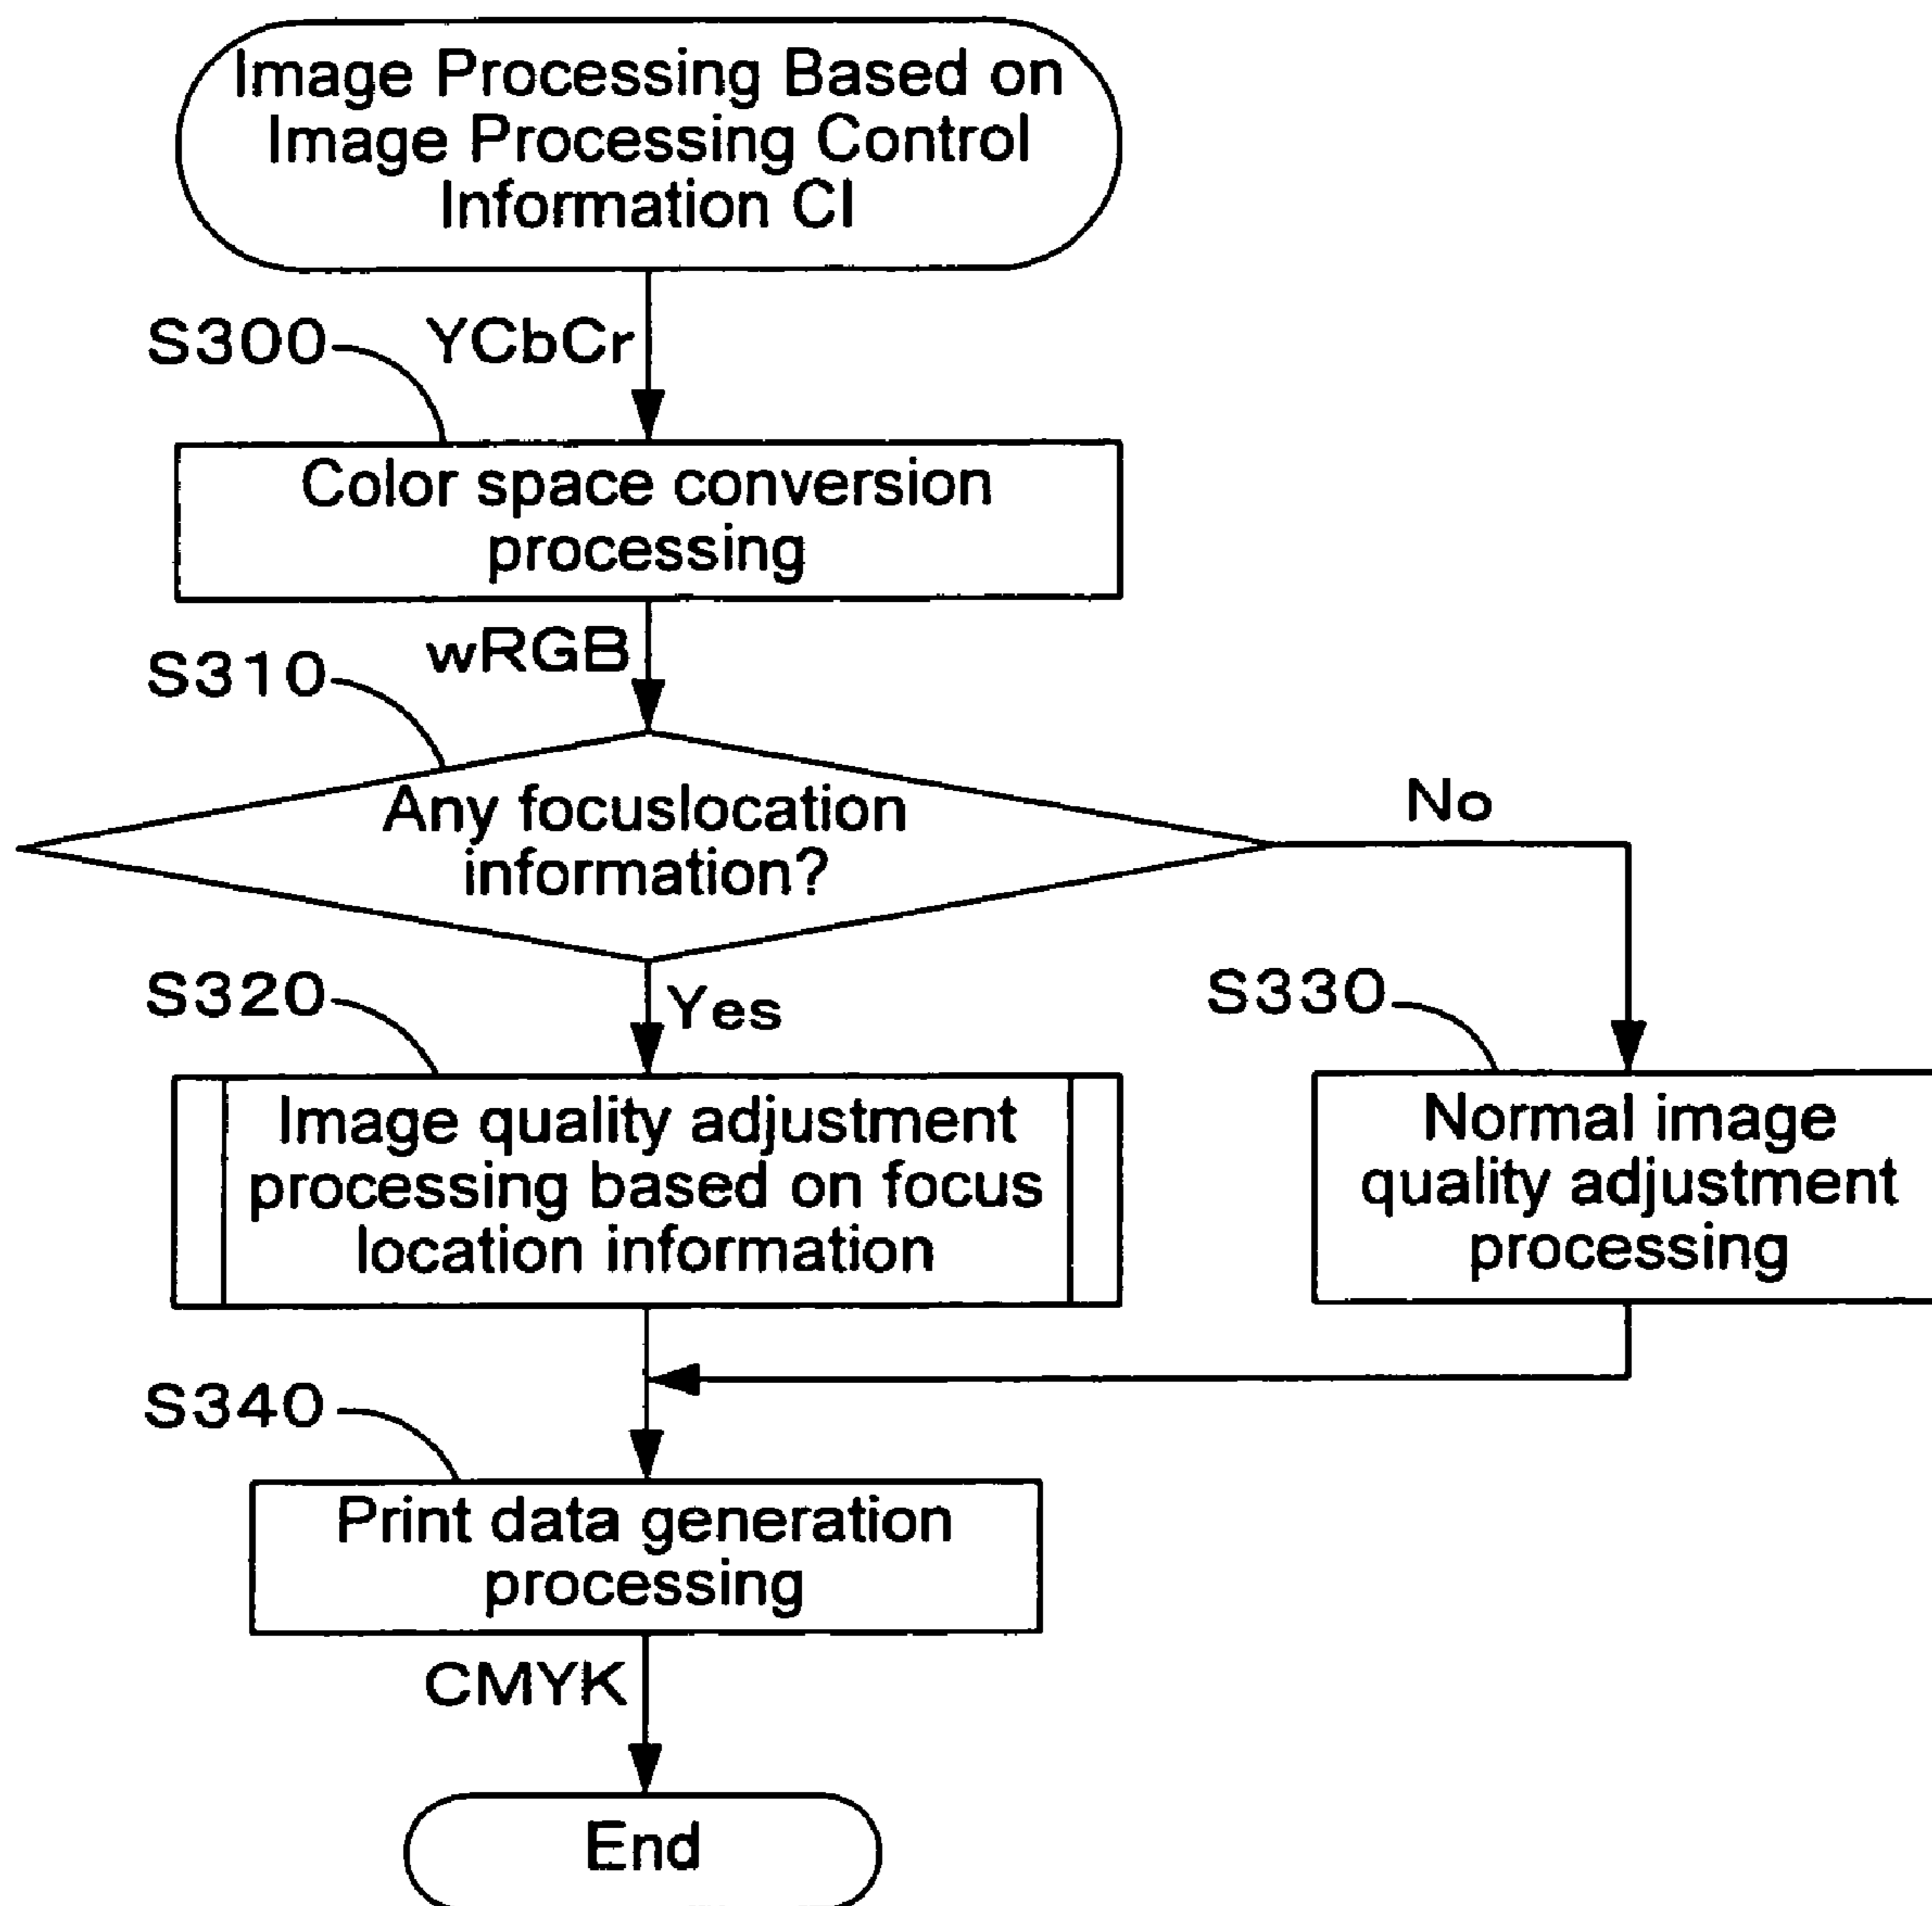 Image Processing Based on
Image Processing Control
Information CI
S300
YCbCr
Color space conversion
processing
wRGB
S310
Any focuslocation
information?
No
S320
Yes
S330
Image quality adjustment
processing based on focus
location information
Normal image
quality adjustment
processing
S340
Print data generation
processing
CMYK
End